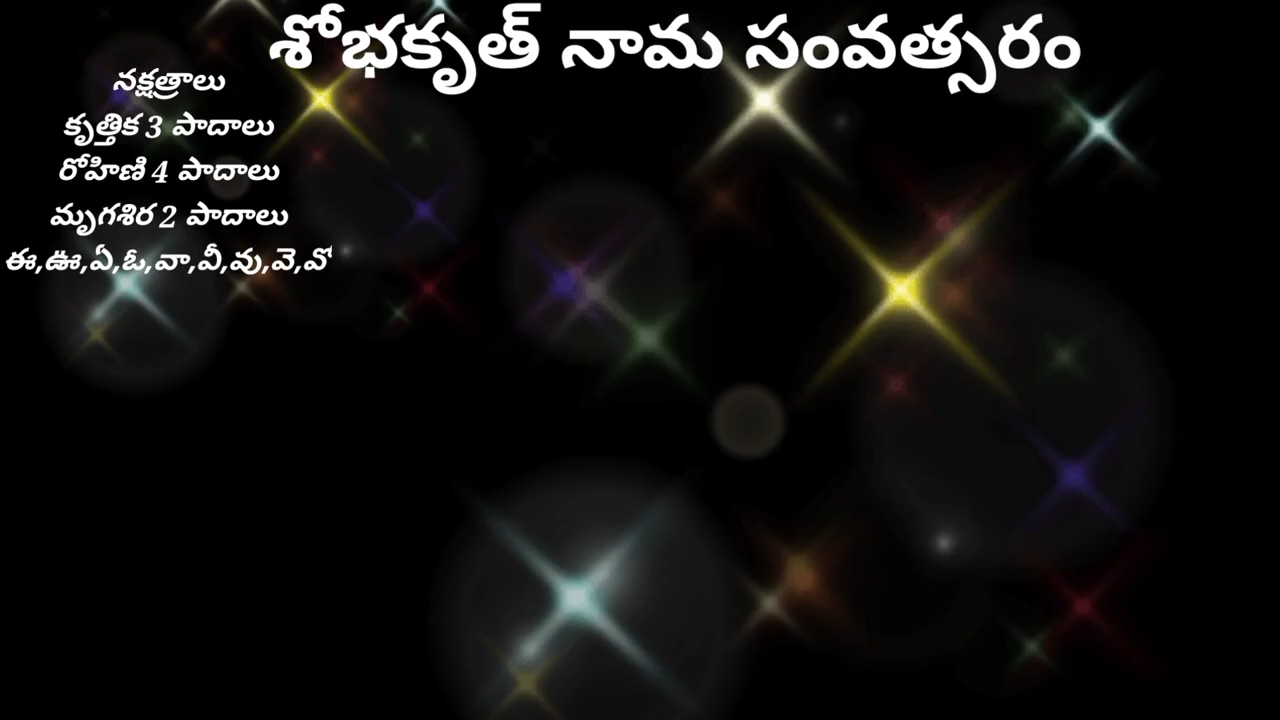 శోభకృత్ నామ సంవత్సరం
నక్షత్రాలు
కృత్తిక 3 పాదాలు
రోహిణి 4 పాదాలు
మృగశిర 2 పాదాలు
ఈ,ఊ,ఏ,ఓ,వా,వీ,వు,వె,వో